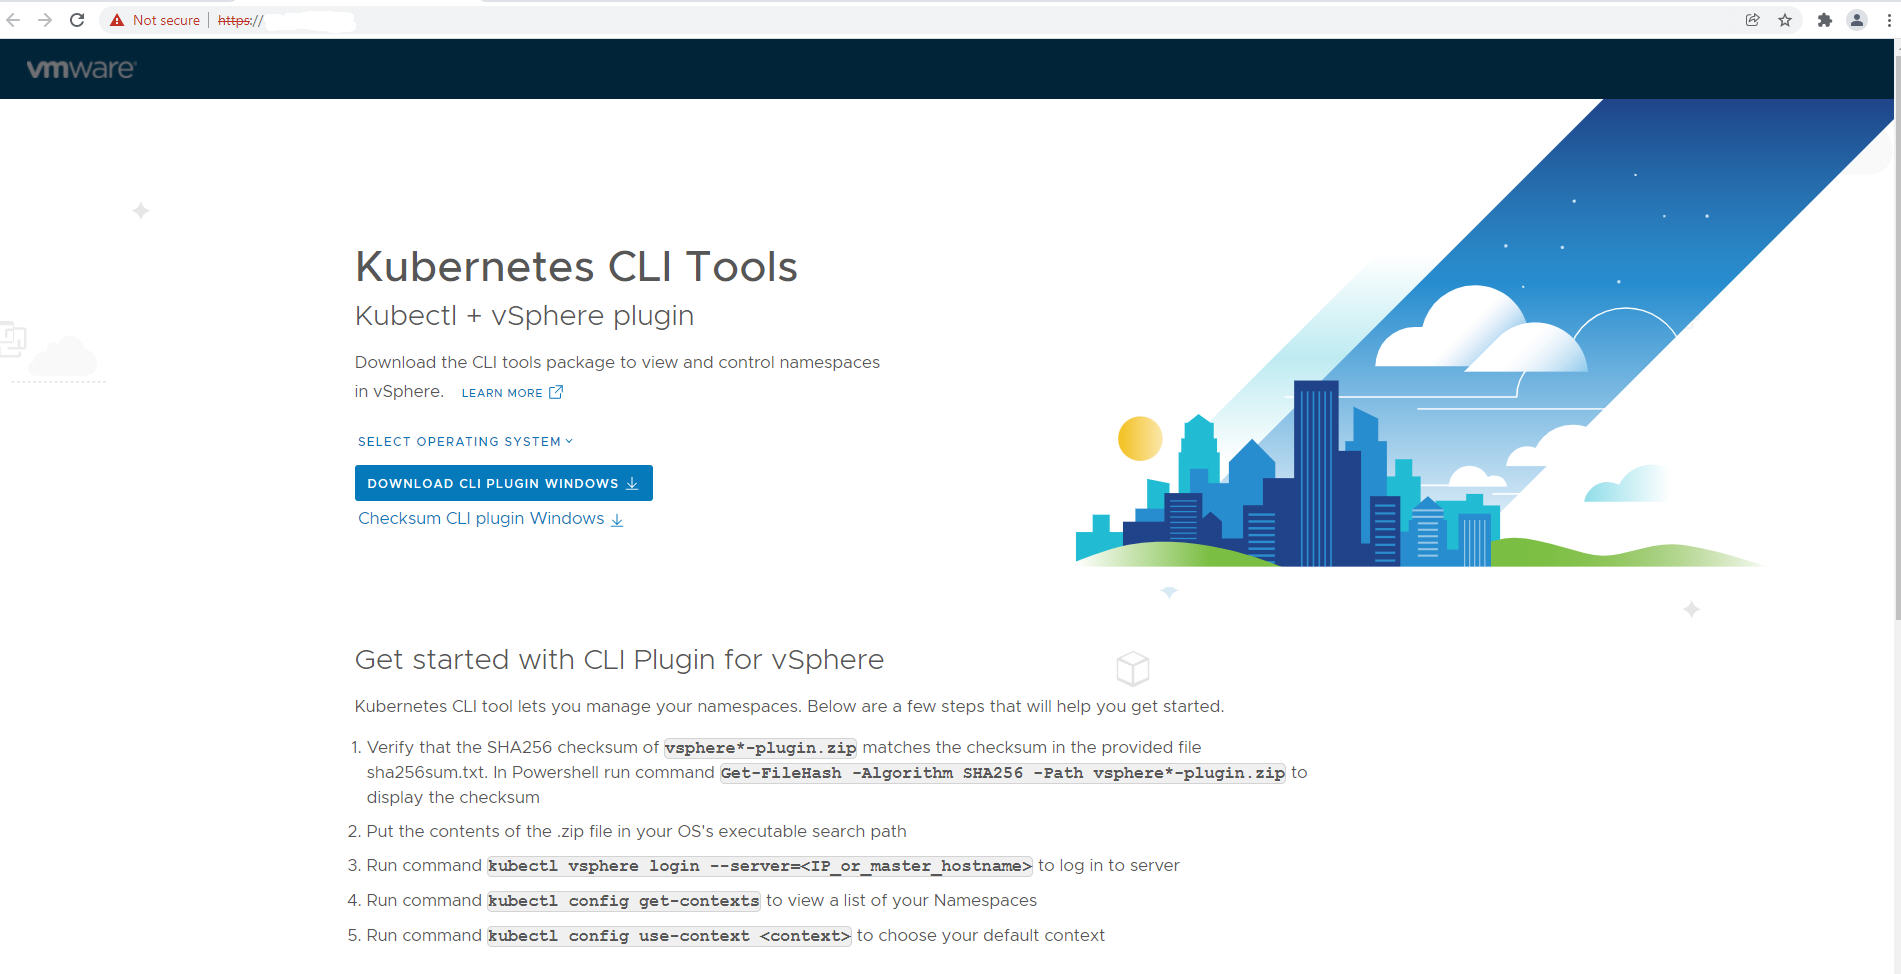 Not secure | https://
vmware
Kubernetes CLI Tools
Kubectl + vSphere plugin
Download the CLI tools package to view and control namespaces
in vSphere. LEARN MORE
SELECT OPERATING SYSTEM
DOWNLOAD CLI PLUGIN WINDOWS
Checksum CLI plugin Windows
Get started with CLI Plugin for vSphere
Kubernetes CLI tool lets you manage your namespaces. Below are a few steps that will help you get started.
1. Verify that the SHA256 checksum of vsphere*-plugin.zip matches the checksum in the provided file
sha256sum.txt. In Powershell run command Get-FileHash -Algorithm SHA256 -Path vsphere*-plugin.zip to
display the checksum
2. Put the contents of the .zip file in your OS's executable search path
3. Run command kubectl vsphere login --server=<IP_or_master_hostname> to log in to server
4. Run command kubectl config get-contexts to view a list of your Namespaces
5. Run command kubectl config use-context <context> to choose your default context